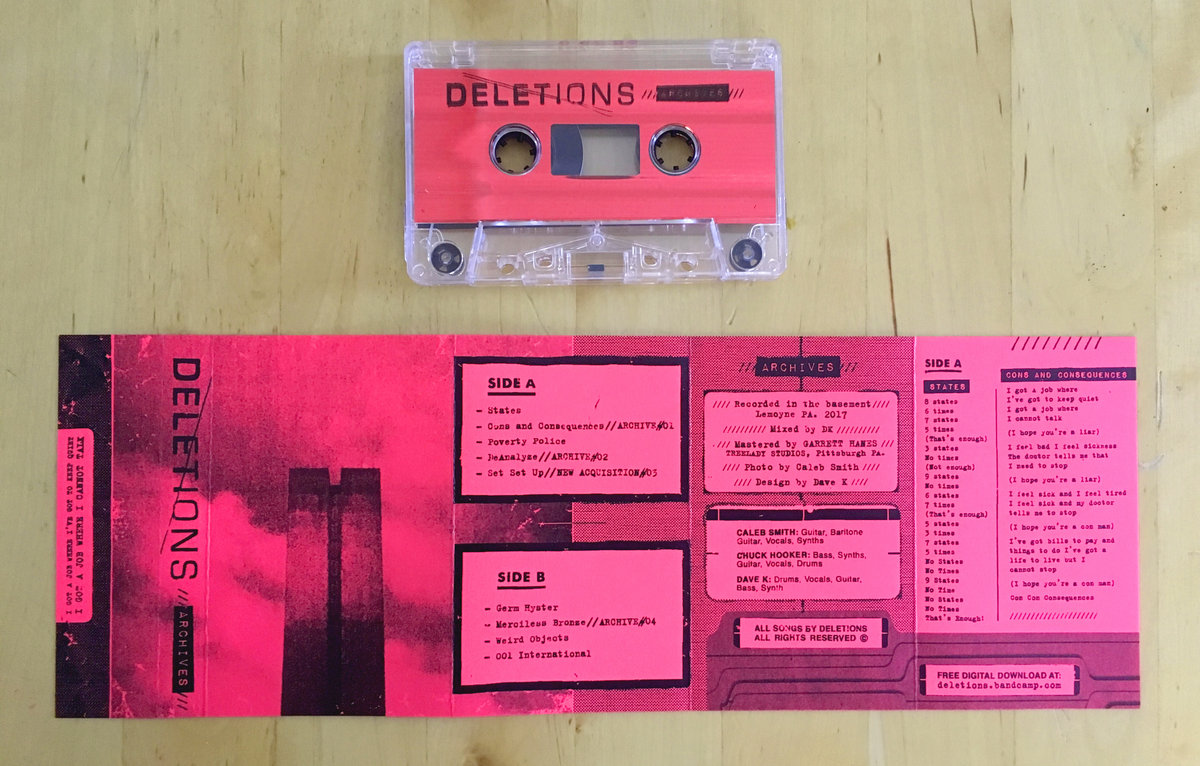 DELETIONS ///ARCHIVES///
I GOT A JOB WHERE I'VE GOT TO KEEP QUIET
I GOT A JOB WHERE I CANNOT TALK
DELETIONS ///ARCHIVES///
SIDE A
– States
– Cons and Consequences//ARCHIVE#01
– Poverty Police
– ReAnalyze//ARCHIVE#02
– Set Set Up//NEW ACQUISITION#03
SIDE B
– Germ Hyster
– Merciless Bronze//ARCHIVE#04
– Weird Objects
– OOl International
///ARCHIVES///
//// Recorded in the basement////
Lemoyne PA. 2017
////////// Mixed by DK //////////
/// Mastered by GARRETT HANES ///
TREELADY STUDIOS, Pittsburgh PA.
//// Photo by Caleb Smith ////
//// Design by Dave K ////
CALEB SMITH: Guitar, Baritone
Guitar, Vocals, Synths
CHUCK HOOKER: Bass, Synths,
Guitar, Vocals, Drums
DAVE K: Drums, Vocals, Guitar,
Bass, Synth
ALL SONGS BY DELETIONS
ALL RIGHTS RESERVED ©
SIDE A
STATES
8 states
6 times
7 states
5 times
(That's enough)
3 states
No times
(Not enough)
9 states
No times
6 states
7 times
(That's enough)
5 states
3 times
7 states
5 times
No States
No Times
9 States
No Time
No States
No Times
That's Enough!
CONS AND CONSEQUENCES
I got a job where
I've got to keep quiet
I got a job where
I cannot talk
(I hope you're a liar)
I feel bad I feel sickness
The doctor tells me that
I need to stop
(I hope you're a liar)
I feel sick and I feel tired
I feel sick and my doctor
tells me to stop
(I hope you're a con man)
I've got bills to pay and
things to do I've got a
life to live but I
cannot stop
(I hope you're a con man)
Con Con Consequences
FREE DIGITAL DOWNLOAD AT:
deletions.bandcamp.com